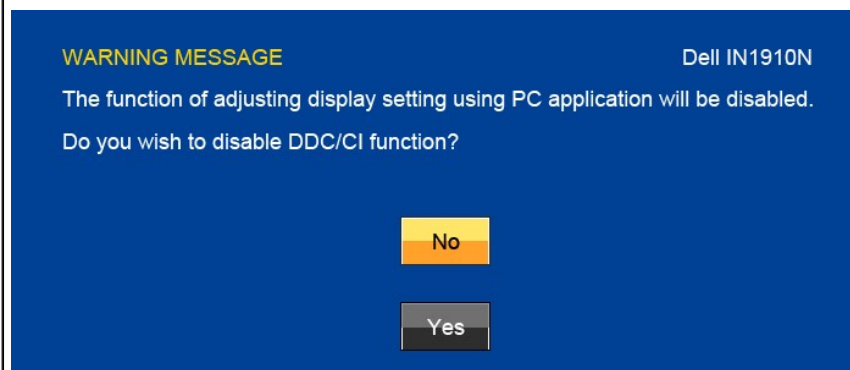 WARNING MESSAGE Dell IN1910N
The function of adjusting display setting using PC application will be disabled.
Do you wish to disable DDC/CI function?
No
Yes